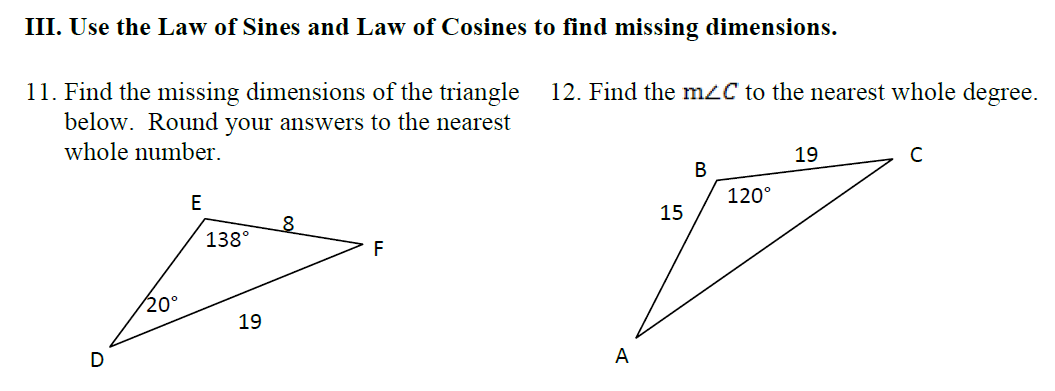 III. Use the Law of Sines and Law of Cosines to find missing dimensions.
11. Find the missing dimensions of the triangle
below. Round your answers to the nearest
whole number.
12. Find the m∠C to the nearest whole degree.
E
8
138°
F
20°
19
D
19
C
B
120°
15
A